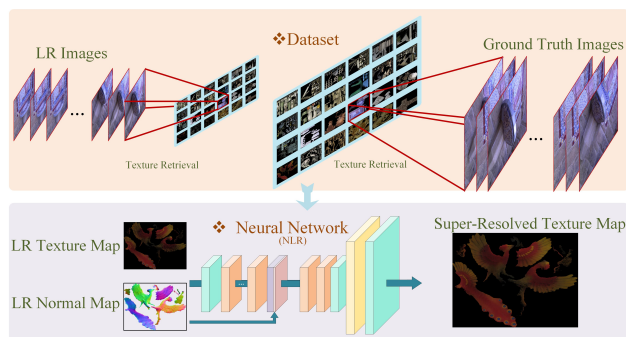 ❖Dataset
LR Images
Ground Truth Images
...
...
Texture Retrieval
Texture Retrieval
❖ Neural Network
(NLR)
Super-Resolved Texture Map
LR Texture Map
LR Normal Map
...